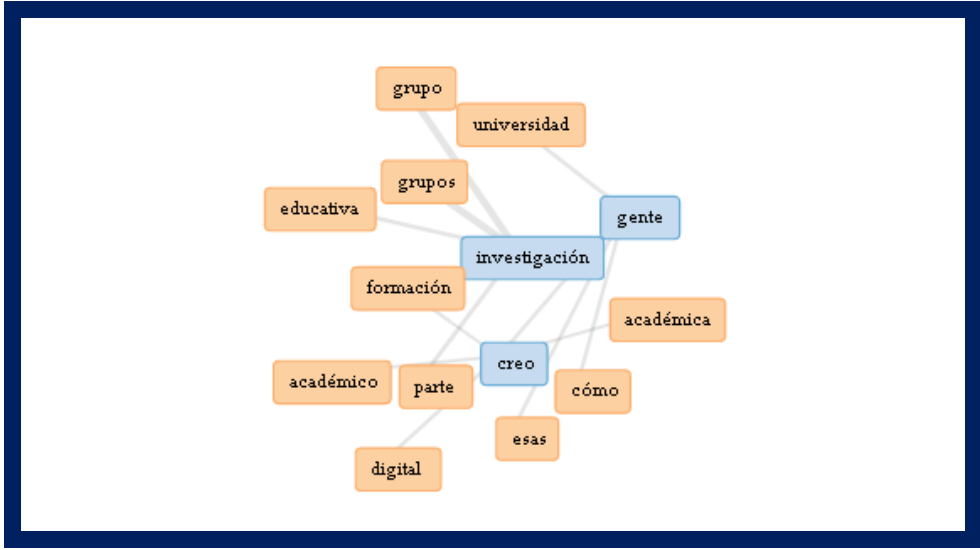 grupo
universidad
grupos
educativa
gente
investigación
formación
académica
creo
académico
parte
cómo
esas
digital